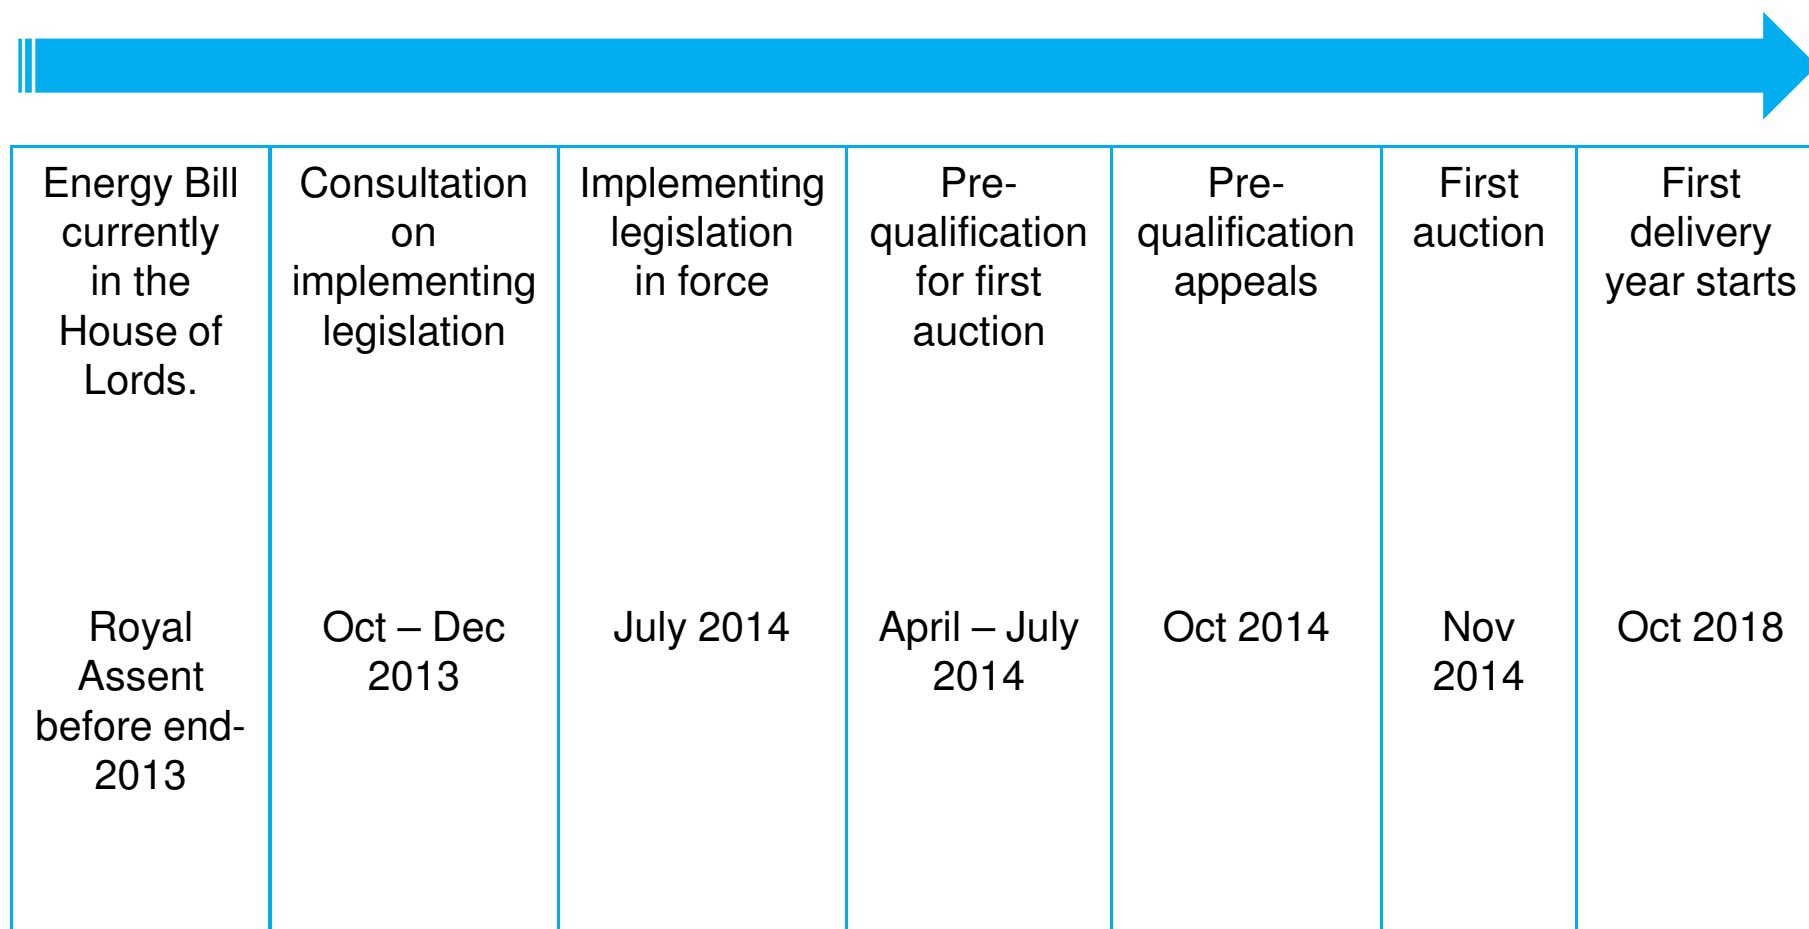 Energy Bill
currently
in the
House of
Lords.
Royal
Assent
before end-
2013
Consultation
on
implementing
legislation
Oct – Dec
2013
Implementing
legislation
in force
July 2014
Pre-
qualification
for first
auction
April – July
2014
Pre-
qualification
appeals
Oct 2014
First
auction
Nov
2014
First
delivery
year starts
Oct 2018